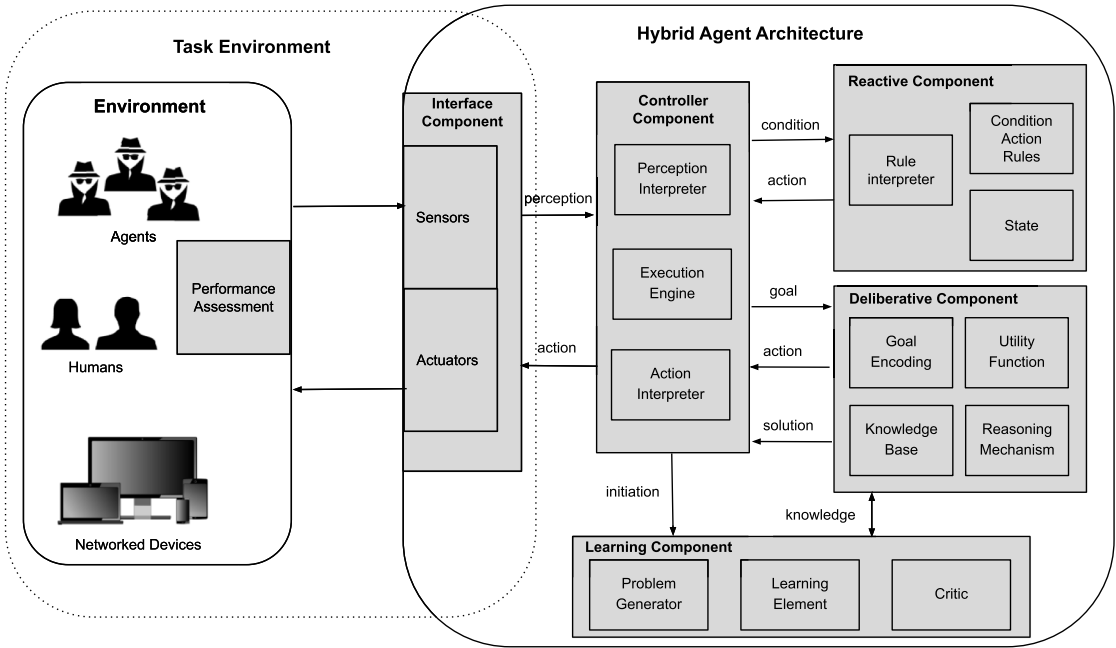 Task Environment
Hybrid Agent Architecture
Environment
Agents
Performance
Assessment
Humans
Networked Devices
Interface
Component
Sensors
Actuators
perception
action
Controller
Component
Perception
Interpreter
Execution
Engine
Action
Interpreter
condition
action
goal
action
solution
initiation
knowledge
Reactive Component
Rule
interpreter
Condition
Action
Rules
State
Deliberative Component
Goal
Encoding
Utility
Function
Knowledge
Base
Reasoning
Mechanism
Learning Component
Problem
Generator
Learning
Element
Critic